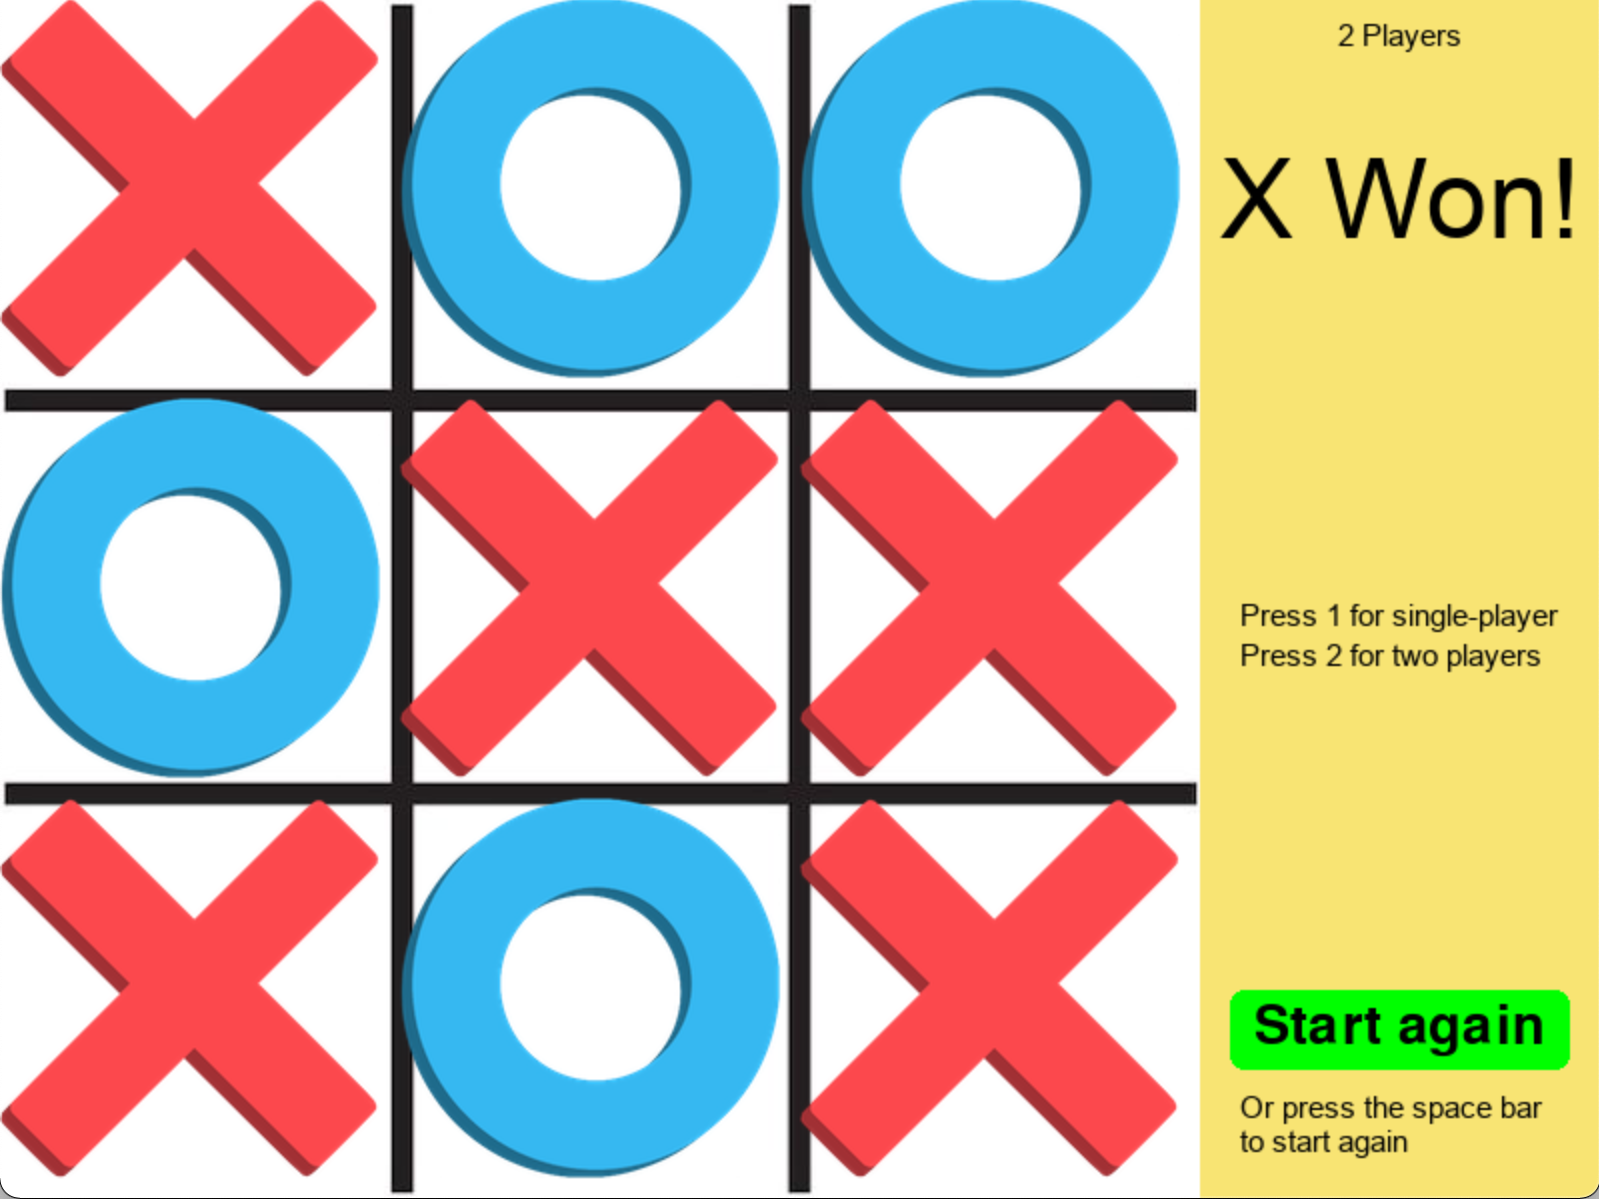 2 Players
X Won!
Press 1 for single-player
Press 2 for two players
Start again
Or press the space bar
to start again